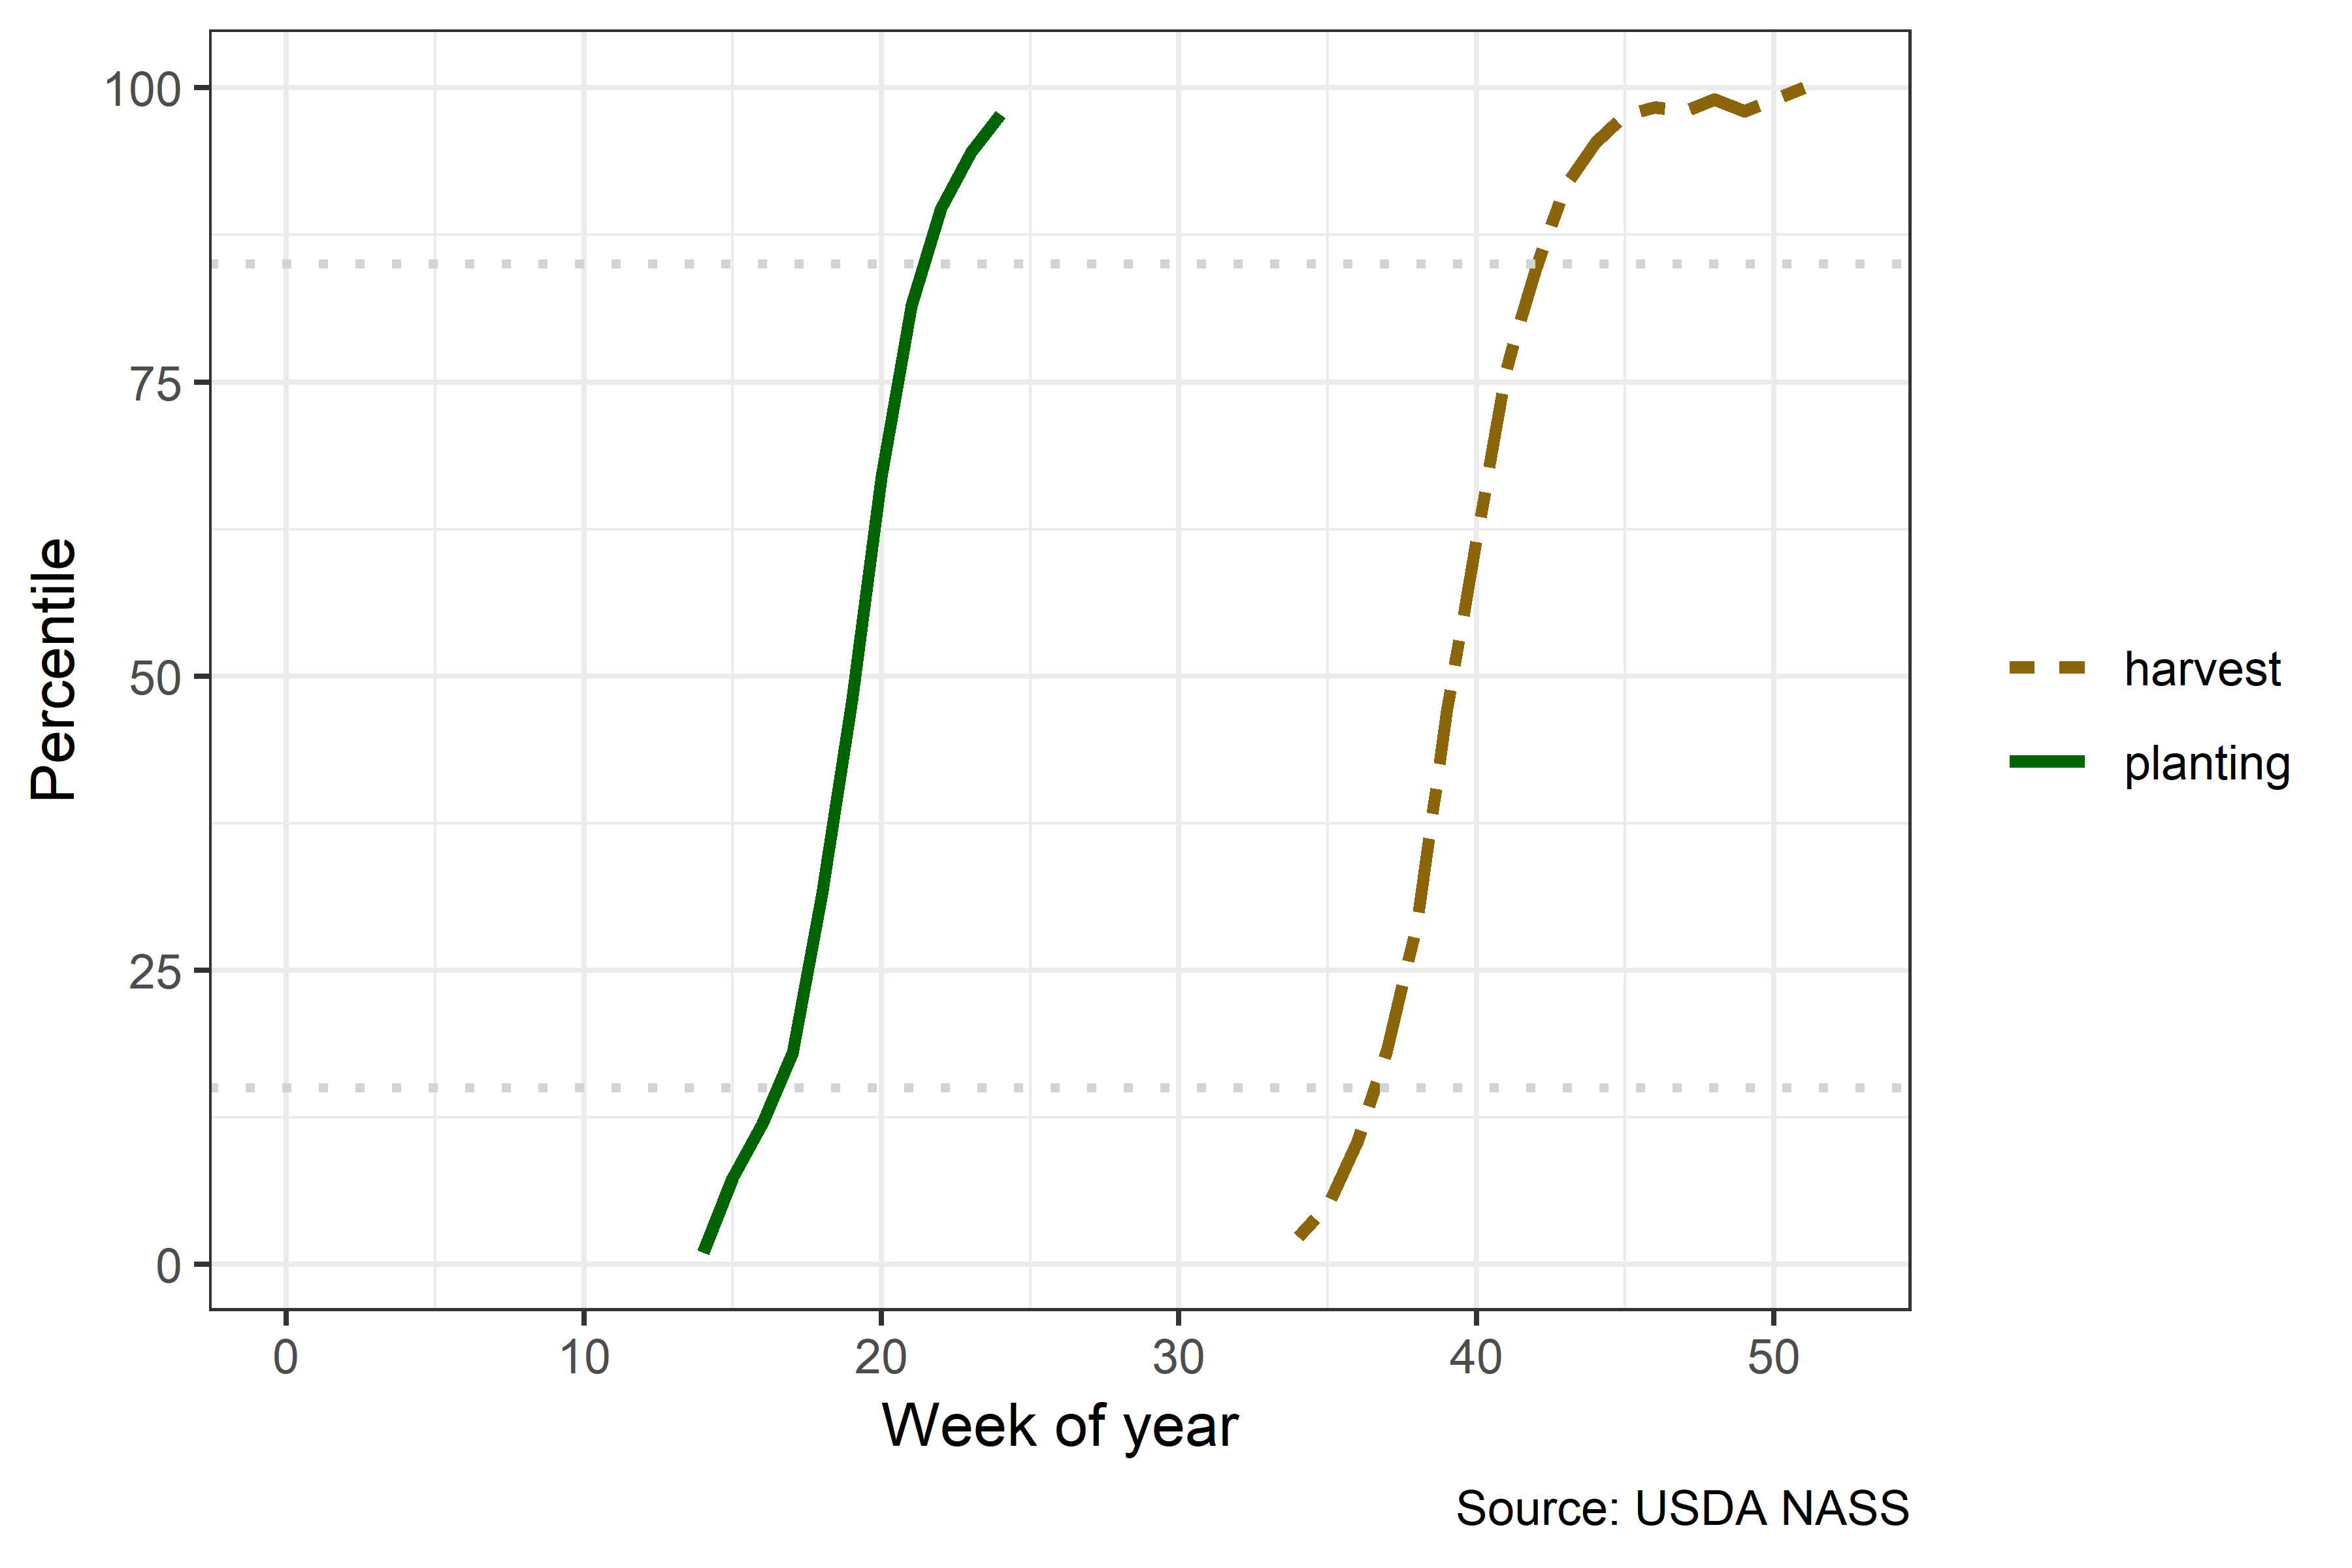 100
75
50
25
0
Percentile
0 10 20 30 40 50
Week of year
harvest
planting
Source: USDA NASS